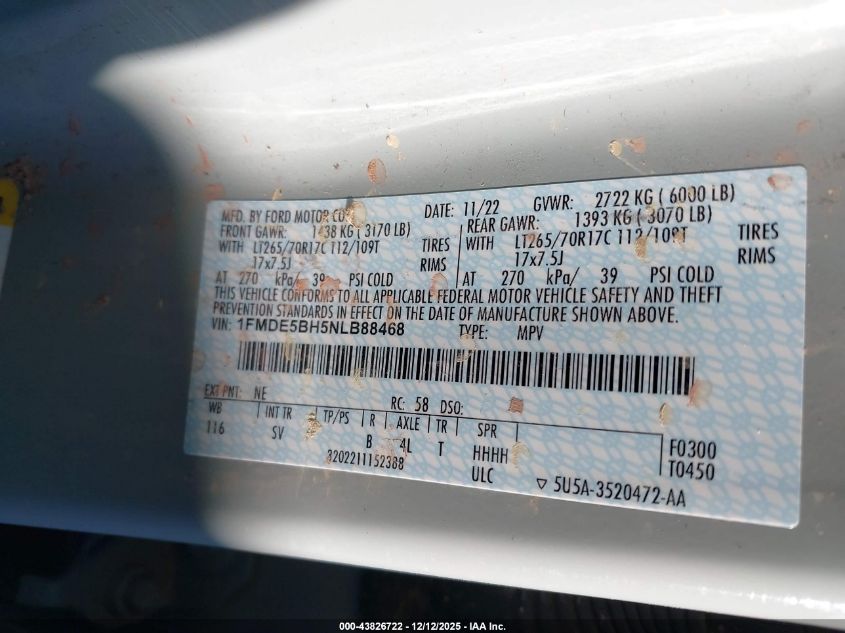 MFD. BY FORD MOTOR CO. DATE: 11/22 GVWR: 2722 KG ( 6000 LB)
FRONT GAWR: 1438 KG ( 3170 LB) REAR GAWR: 1393 KG ( 3070 LB)
WITH LT265/70R17C 112/109T TIRES WITH LT265/70R17C 112/109T TIRES
17x7.5J RIMS 17x7.5J RIMS
AT 270 kPa/ 39 PSI COLD AT 270 kPa/ 39 PSI COLD
THIS VEHICLE CONFORMS TO ALL APPLICABLE FEDERAL MOTOR VEHICLE SAFETY AND THEFT
PREVENTION STANDARDS IN EFFECT ON THE DATE OF MANUFACTURE SHOWN ABOVE.
VIN: 1FMDE5BH5NLB88468 TYPE: MPV
EXT PNT: NE RC: 58 DSO:
WB INT TR TP/PS R AXLE TR SPR
116 SV B 4L T HHHH F0300
3202211152388 ULC T0450
5U5A-3520472-AA
000-43826722 - 12/12/2025 - IAA Inc.